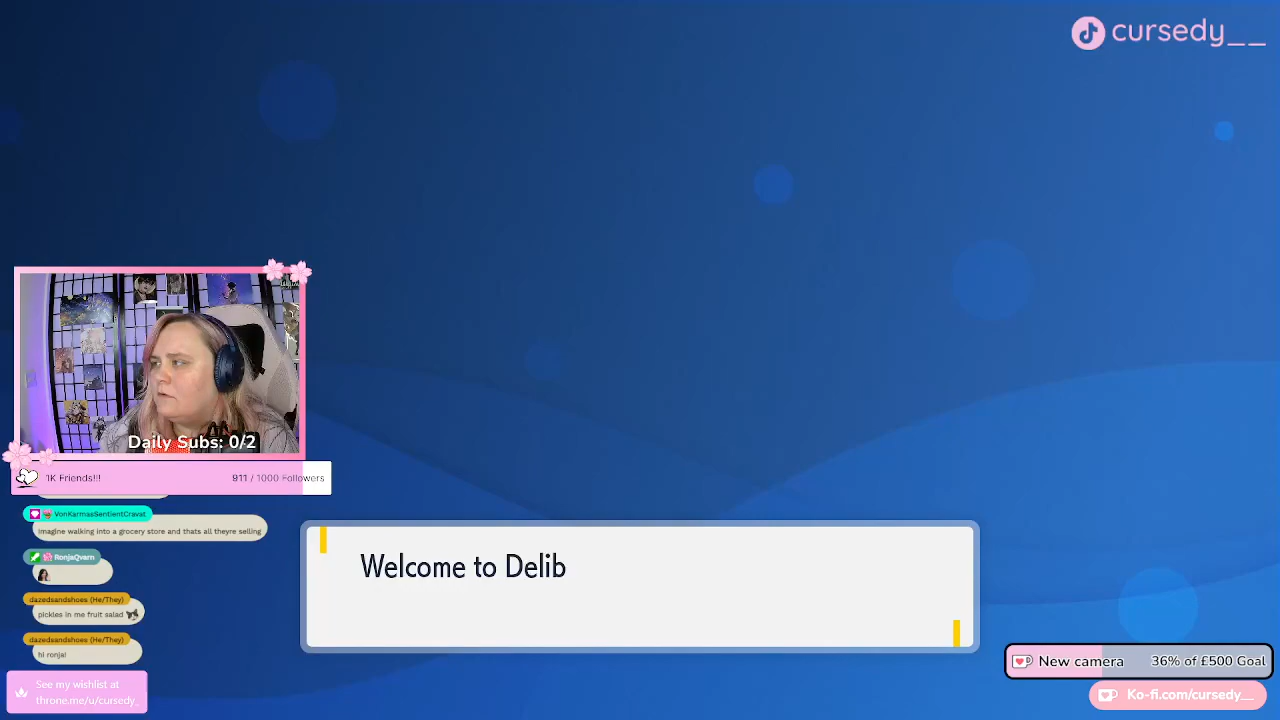 cursedy__
Daily Subs: 0/2
1K Friends!!!
911 / 1000 Followers
VonKarmasSentientCravat
imagine walking into a grocery store and thats all theyre selling
RonjaQvarn
dazedsandshoes (He/They)
pickles in me fruit salad
dazedsandshoes (He/They)
hi ronja!
See my wishlist at
throne.me/u/cursedy_
Welcome to Delib
New camera
36% of £500 Goal
Ko-fi.com/cursedy__